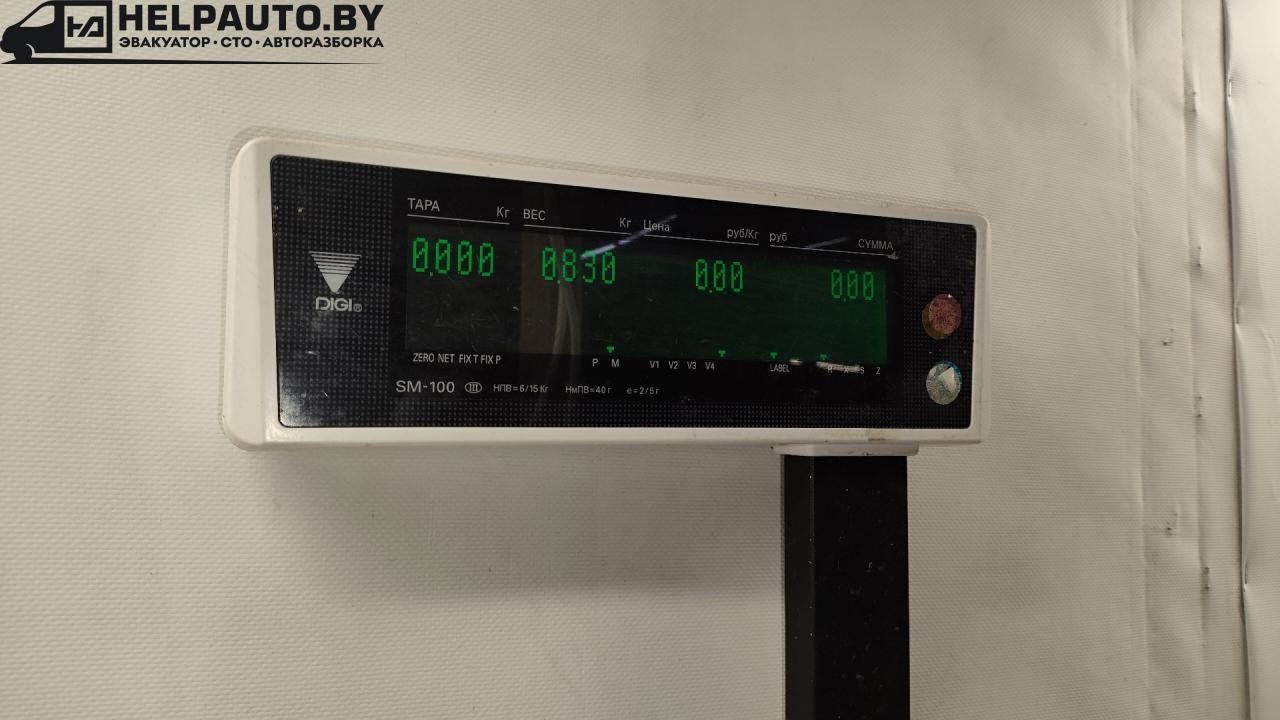 HELPAUTO.BY
ЭВАКУАТОР · СТО · АВТОРАЗБОРКА
ТАРА Кг ВЕС Кг Цена руб/Кг руб СУММА
0.000 0.830 0.00 0.00
DIGI®
ZERO NET FIX T FIX P P M V1 V2 V3 V4 LABEL R X S Z
SM-100 III НПВ=6/15 Кг НмПВ=40 г e=2/5 г